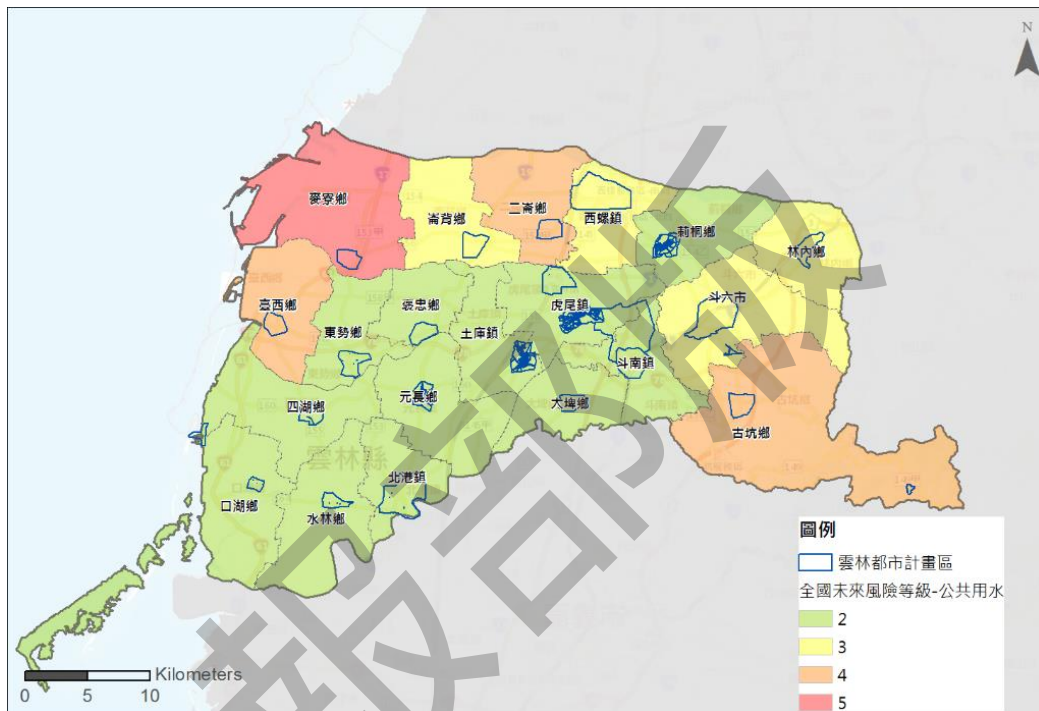 N
麥寮鄉
崙背鄉
二崙鄉
西螺鎮
莿桐鄉
林內鄉
臺西鄉
東勢鄉
褒忠鄉
土庫鎮
虎尾鎮
斗六市
斗南鎮
四湖鄉
元長鄉
大埤鄉
古坑鄉
雲林縣
口湖鄉
水林鄉
北港鎮
報部版
圖例
雲林都市計畫區
全國未來風險等級-公共用水
2
3
4
5
Kilometers
0 5 10